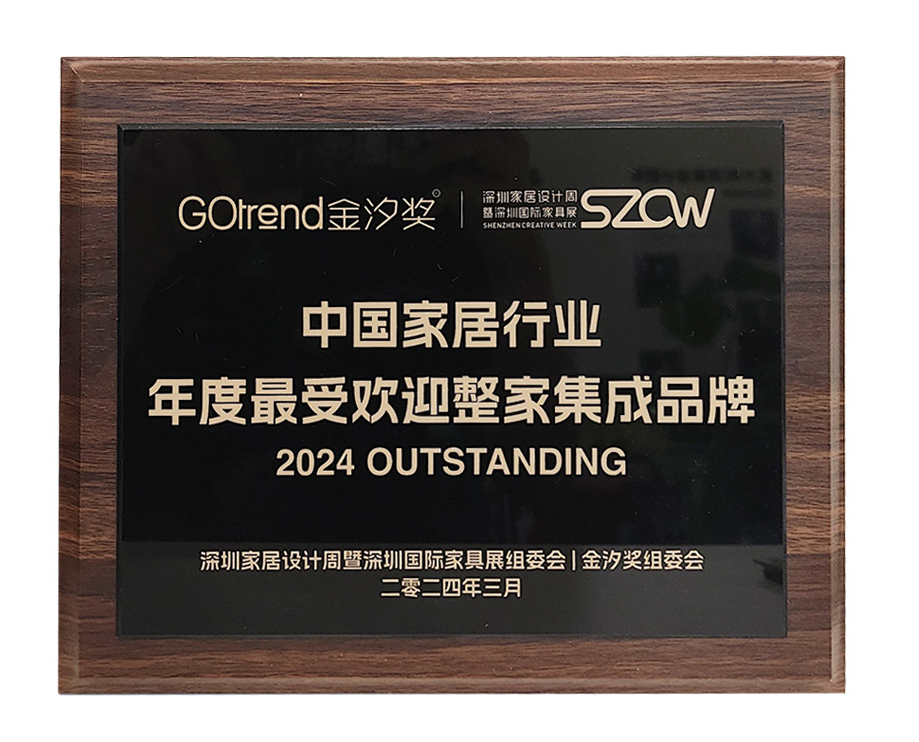 GOtrend金汐奖
深圳家居设计周
暨深圳国际家具展
SHENZHEN CREATIVE WEEK
SZCW
中国家居行业
年度最受欢迎整家集成品牌
2024 OUTSTANDING
深圳家居设计周暨深圳国际家具展组委会 | 金汐奖组委会
二零二四年三月